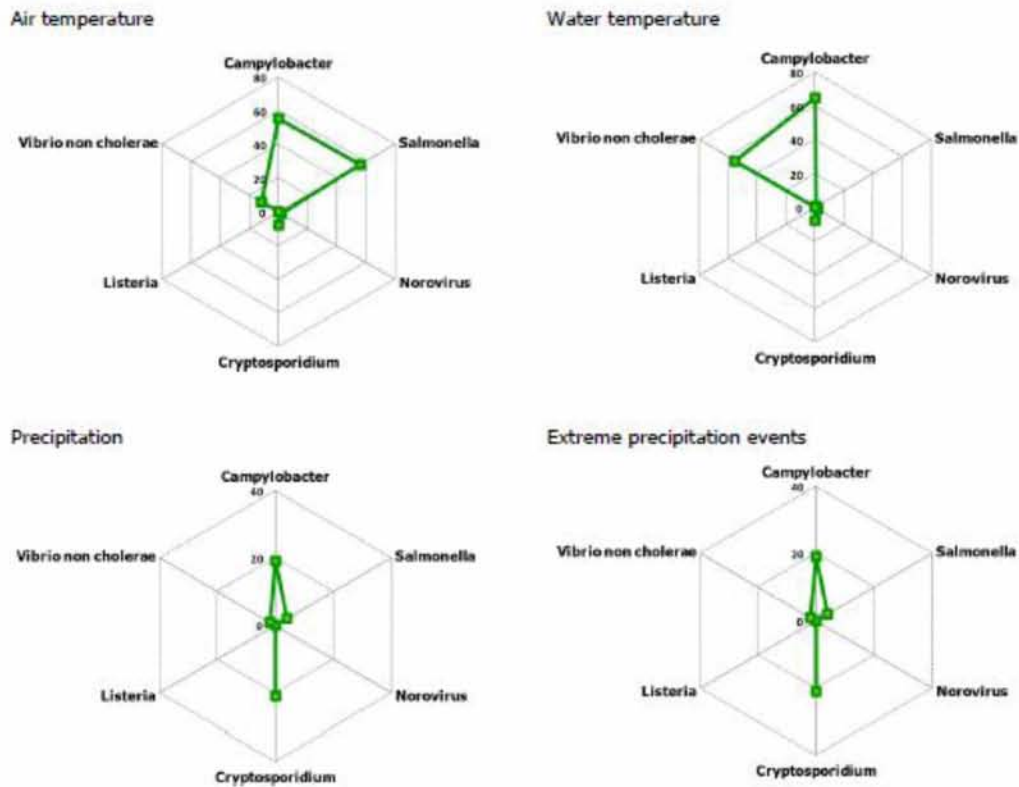 Air temperature
Campylobacter
80
60
40
20
0
Vibrio non cholerae
Salmonella
Listeria
Norovirus
Cryptosporidium
Water temperature
Campylobacter
80
60
40
20
0
Vibrio non cholerae
Salmonella
Listeria
Norovirus
Cryptosporidium
Precipitation
Campylobacter
40
20
0
Vibrio non cholerae
Salmonella
Listeria
Norovirus
Cryptosporidium
Extreme precipitation events
Campylobacter
40
20
0
Vibrio non cholerae
Salmonella
Listeria
Norovirus
Cryptosporidium